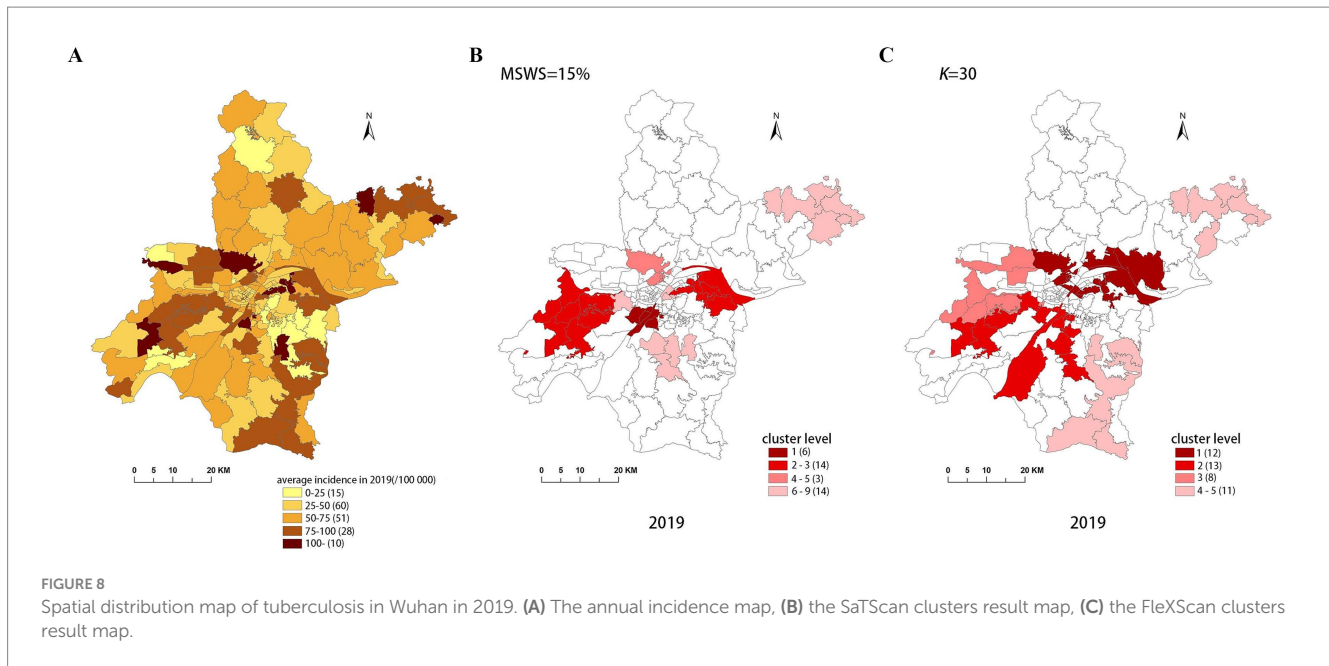 A
B
C
MSWS=15%
K=30
N
N
N
0 5 10 20 KM
average incidence in 2019(/100 000)
0-25 (15)
25-50 (60)
50-75 (51)
75-100 (28)
100- (10)
0 5 10 20 KM
cluster level
1 (6)
2 - 3 (14)
4 - 5 (3)
6 - 9 (14)
2019
0 5 10 20 KM
cluster level
1 (12)
2 (13)
3 (8)
4 - 5 (11)
2019
FIGURE 8
Spatial distribution map of tuberculosis in Wuhan in 2019. (A) The annual incidence map, (B) the SaTScan clusters result map, (C) the FleXScan clusters
result map.